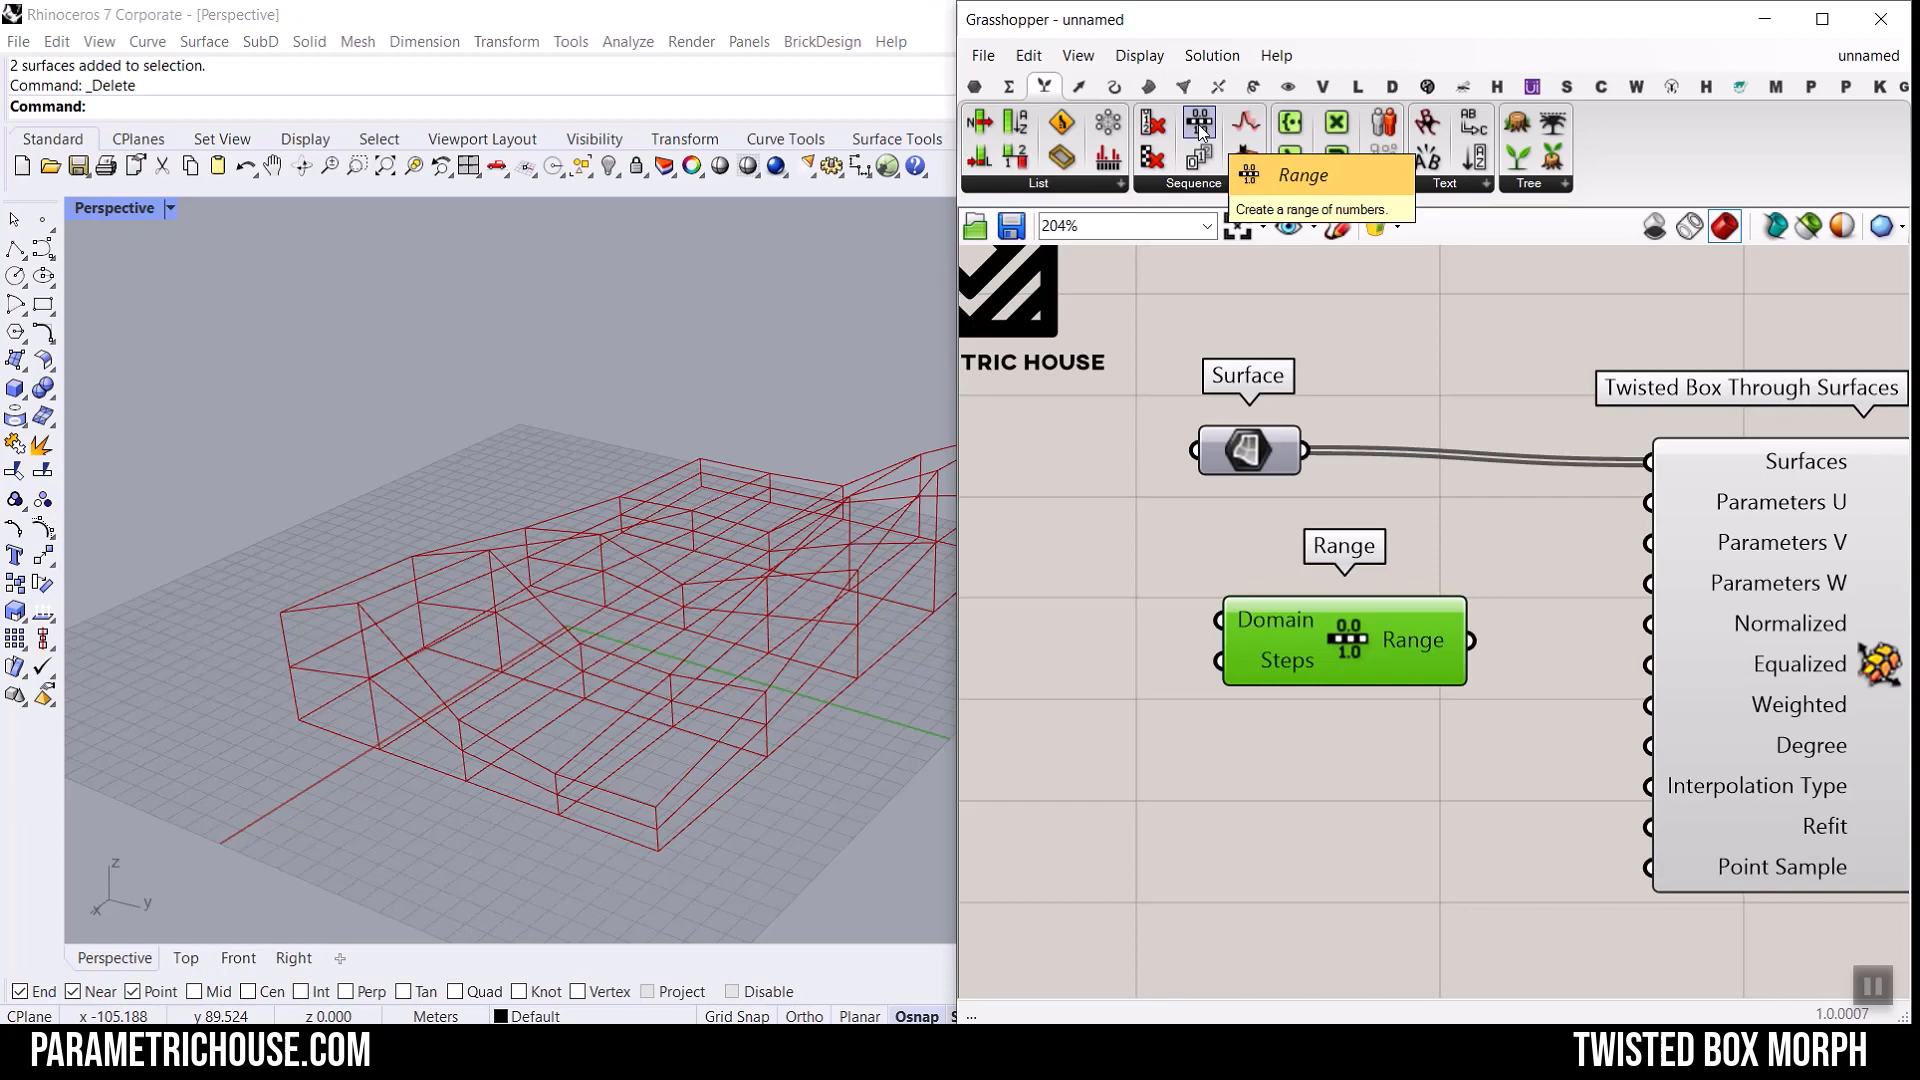 Rhinoceros 7 Corporate - [Perspective]
File Edit View Curve Surface SubD Solid Mesh Dimension Transform Tools Analyze Render Panels BrickDesign Help
2 surfaces added to selection.
Command: _Delete
Command:
Standard CPlanes Set View Display Select Viewport Layout Visibility Transform Curve Tools Surface Tools
Perspective
z
y
x
Perspective Top Front Right
End Near Point Mid Cen Int Perp Tan Quad Knot Vertex Project Disable
CPlane x -105.188 y 89.524 z 0.000 Meters Default Grid Snap Ortho Planar Osnap
Grasshopper - unnamed
File Edit View Display Solution Help unnamed
V L D H S C W H M P P K G
List Sequence Text Tree
Range
Create a range of numbers.
204%
TRIC HOUSE
Surface
Twisted Box Through Surfaces
Surfaces
Parameters U
Parameters V
Parameters W
Normalized
Equalized
Weighted
Degree
Interpolation Type
Refit
Point Sample
Range
Domain
Steps
0.0
1.0
Range
...
1.0.0007
PARAMETRICHOUSE.COM
TWISTED BOX MORPH